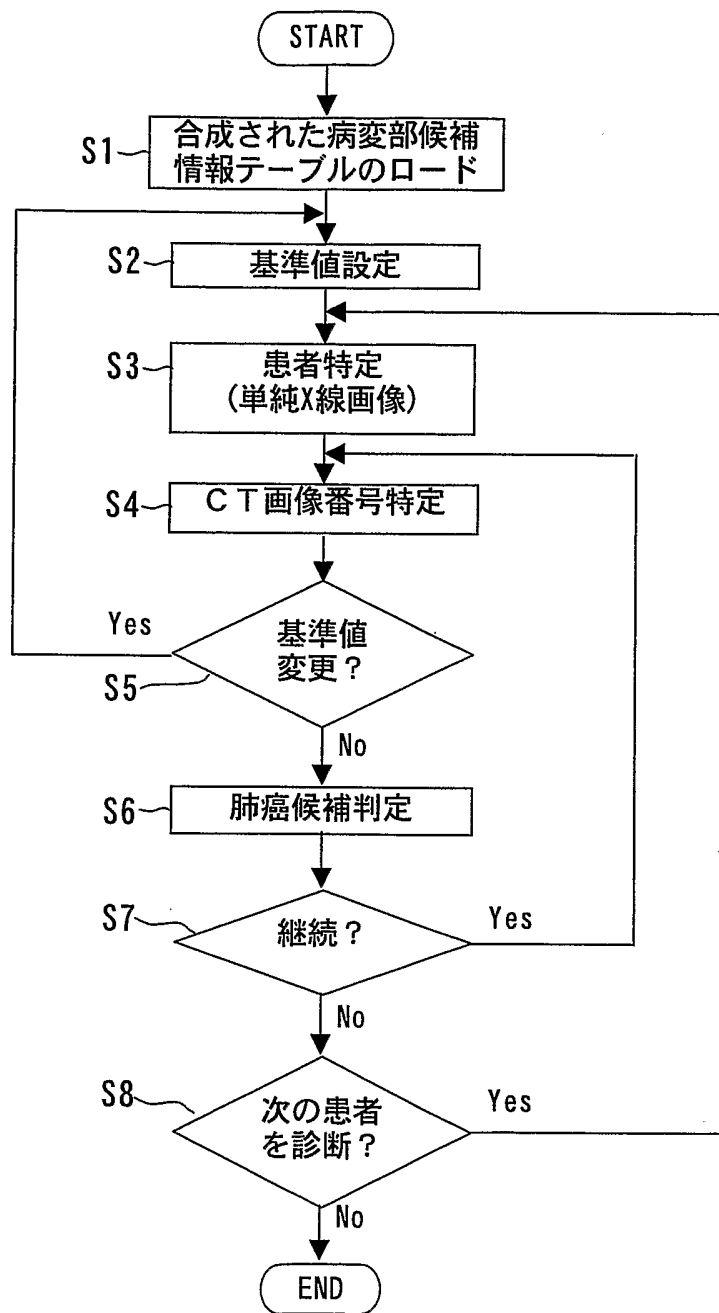 START
S1
合成された病変部候補
情報テーブルのロード
S2
基準値設定
S3
患者特定
(単純X線画像)
S4
CT画像番号特定
Yes
基準値
変更?
S5
No
S6
肺癌候補判定
S7
継続?
Yes
No
S8
次の患者
を診断?
Yes
No
END